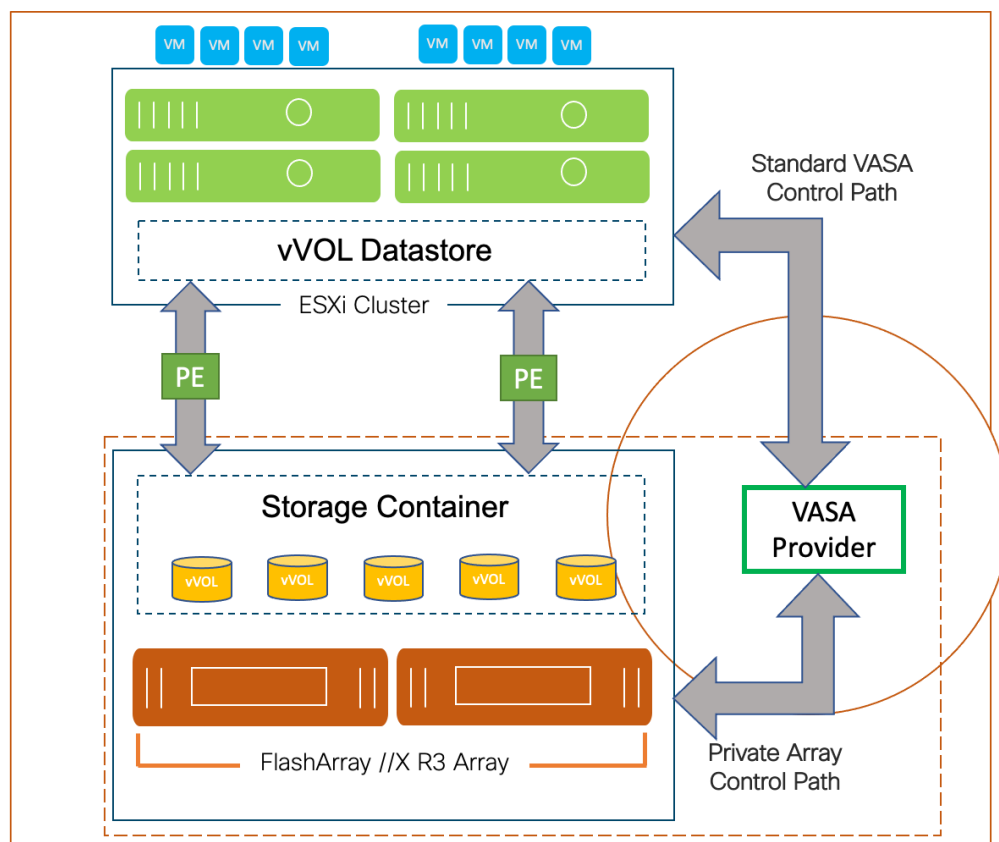 VM VM VM VM VM VM VM VM
Standard VASA
Control Path
vVOL Datastore
ESXi Cluster
PE PE
Storage Container
VASA
Provider
vVOL vVOL vVOL vVOL vVOL
FlashArray //X R3 Array
Private Array
Control Path